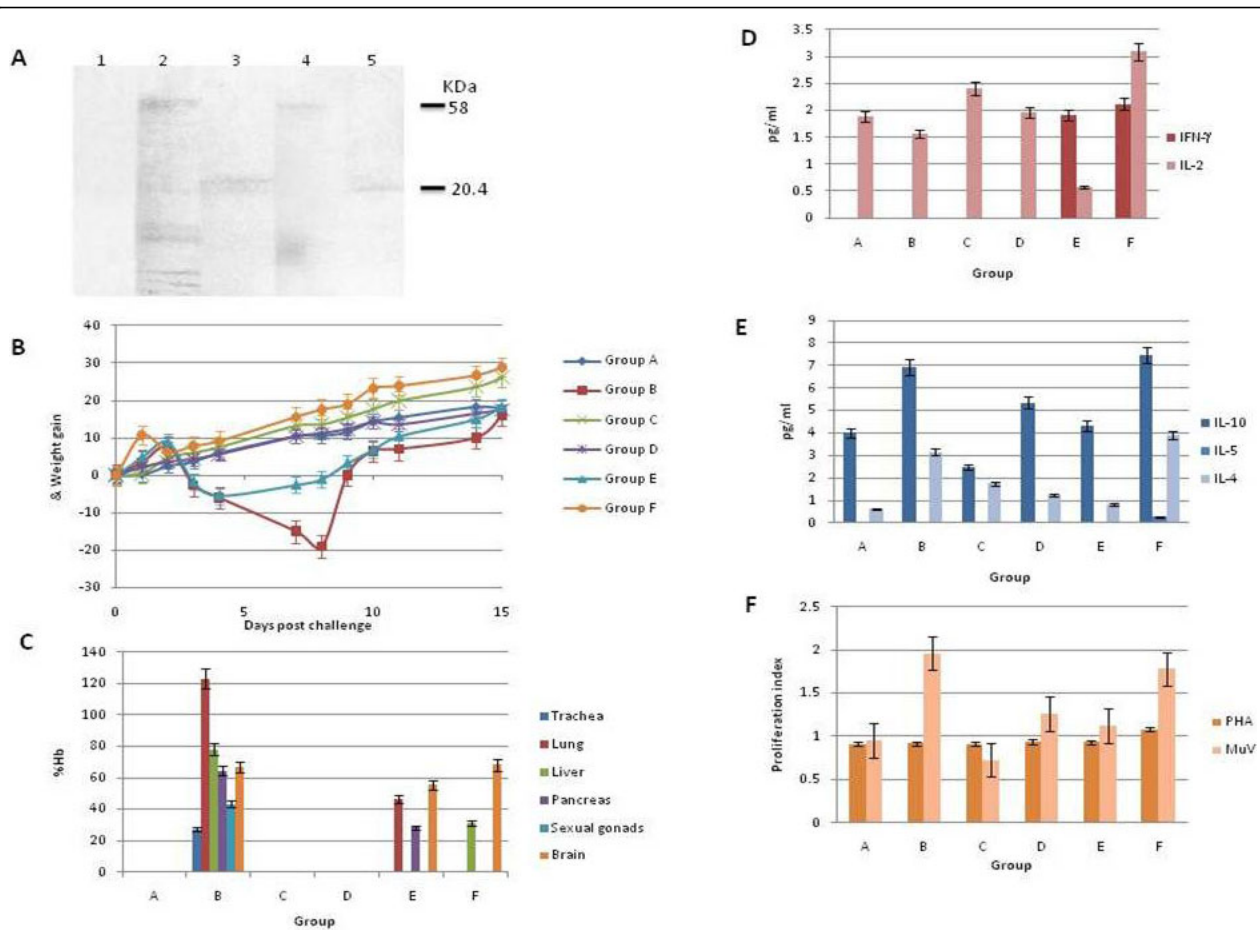 A
1 2 3 4 5
KDa
58
20.4
B
& Weight gain
40
30
20
10
0
-10
-20
-30
0 5 10 15
Days post challenge
Group A
Group B
Group C
Group D
Group E
Group F
C
%Hb
140
120
100
80
60
40
20
0
A B C D E F
Group
Trachea
Lung
Liver
Pancreas
Sexual gonads
Brain
D
pg/ml
3.5
3
2.5
2
1.5
1
0.5
0
A B C D E F
Group
IFN-γ
IL-2
E
pg/ml
9
8
7
6
5
4
3
2
1
0
A B C D E F
Group
IL-10
IL-5
IL-4
F
Proliferation index
2.5
2
1.5
1
0.5
0
A B C D E F
Group
PHA
MuV